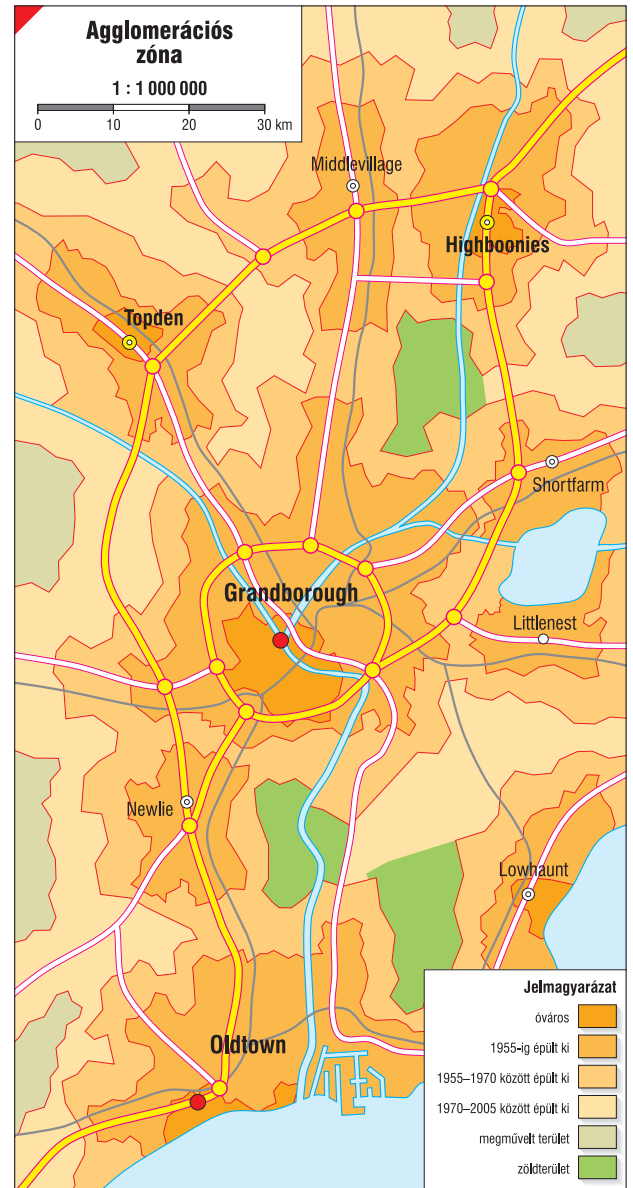 Agglomerációs
zóna
1 : 1 000 000
0 10 20 30 km
Middlevillage
Highboonies
Topden
Shortfarm
Grandborough
Littlenest
Newlie
Lowhaunt
Oldtown
Jelmagyarázat
óváros
1955-ig épült ki
1955–1970 között épült ki
1970–2005 között épült ki
megművelt terület
zöldterület